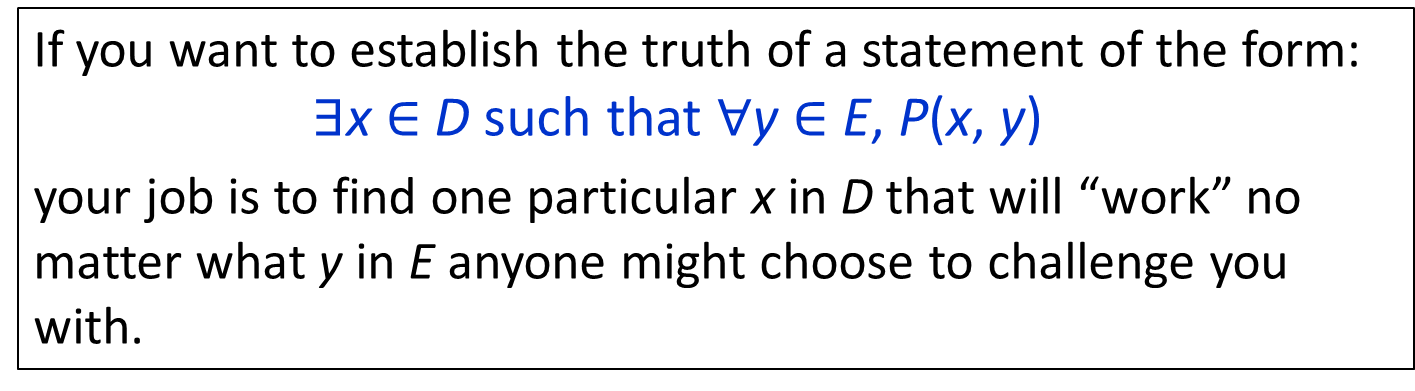 If you want to establish the truth of a statement of the form:
∃x ∈ D such that ∀y ∈ E, P(x, y)
your job is to find one particular x in D that will “work” no
matter what y in E anyone might choose to challenge you
with.